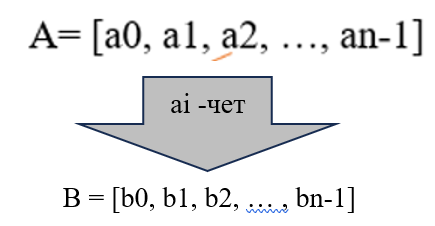 A= [a0, a1, a2, …, an-1]
ai -чет
B = [b0, b1, b2, … , bn-1]